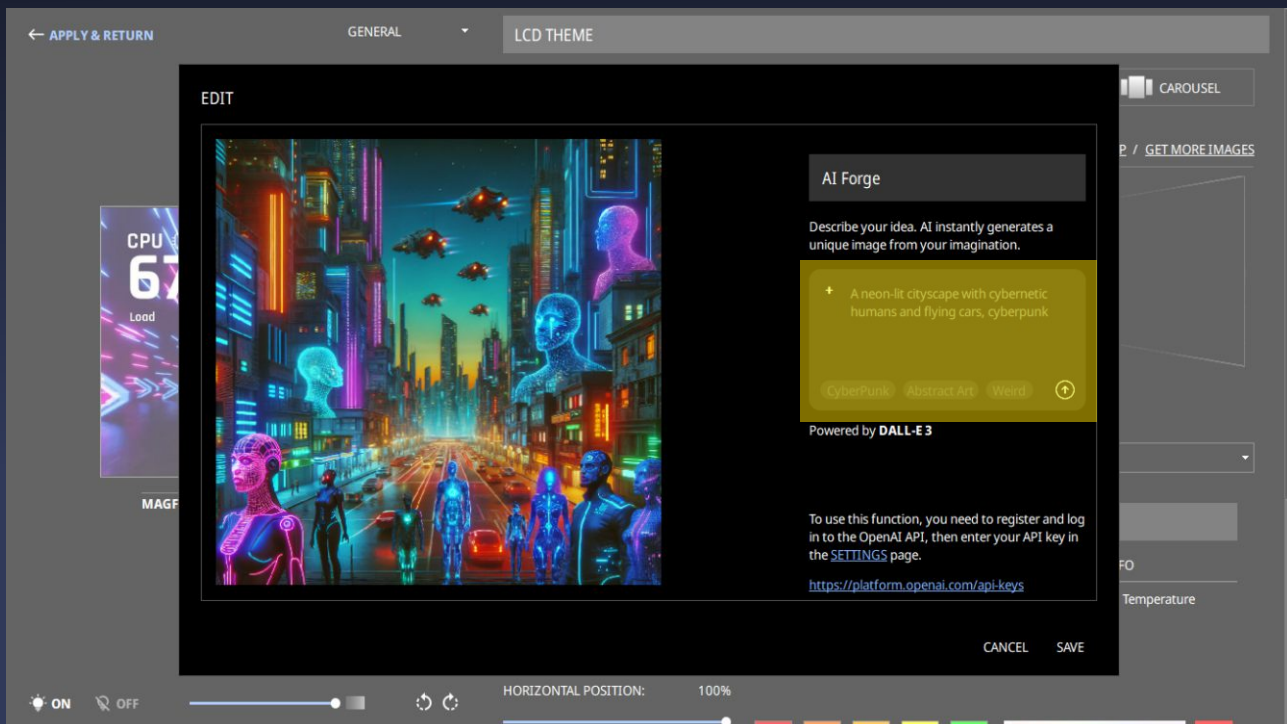 ← APPLY & RETURN
GENERAL
LCD THEME
CAROUSEL
P / GET MORE IMAGES
EDIT
AI Forge
Describe your idea. AI instantly generates a
unique image from your imagination.
+ A neon-lit cityscape with cybernetic
humans and flying cars, cyberpunk
CyberPunk Abstract Art Weird
Powered by DALL-E 3
To use this function, you need to register and log
in to the OpenAI API, then enter your API key in
the SETTINGS page.
https://platform.openai.com/api-keys
CANCEL SAVE
CPU
67
Load
MAGF
FO
Temperature
ON OFF
HORIZONTAL POSITION: 100%